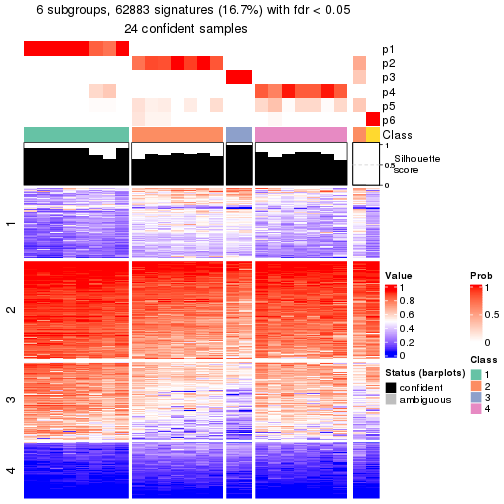 6 subgroups, 62883 signatures (16.7%) with fdr < 0.05
24 confident samples
p1
p2
p3
p4
p5
p6
Class
1
0.5
0
Silhouette
score
1
2
3
4
Value
1
0.8
0.6
0.4
0.2
0
Status (barplots)
confident
ambiguous
Prob
1
0.5
0
Class
1
2
3
4